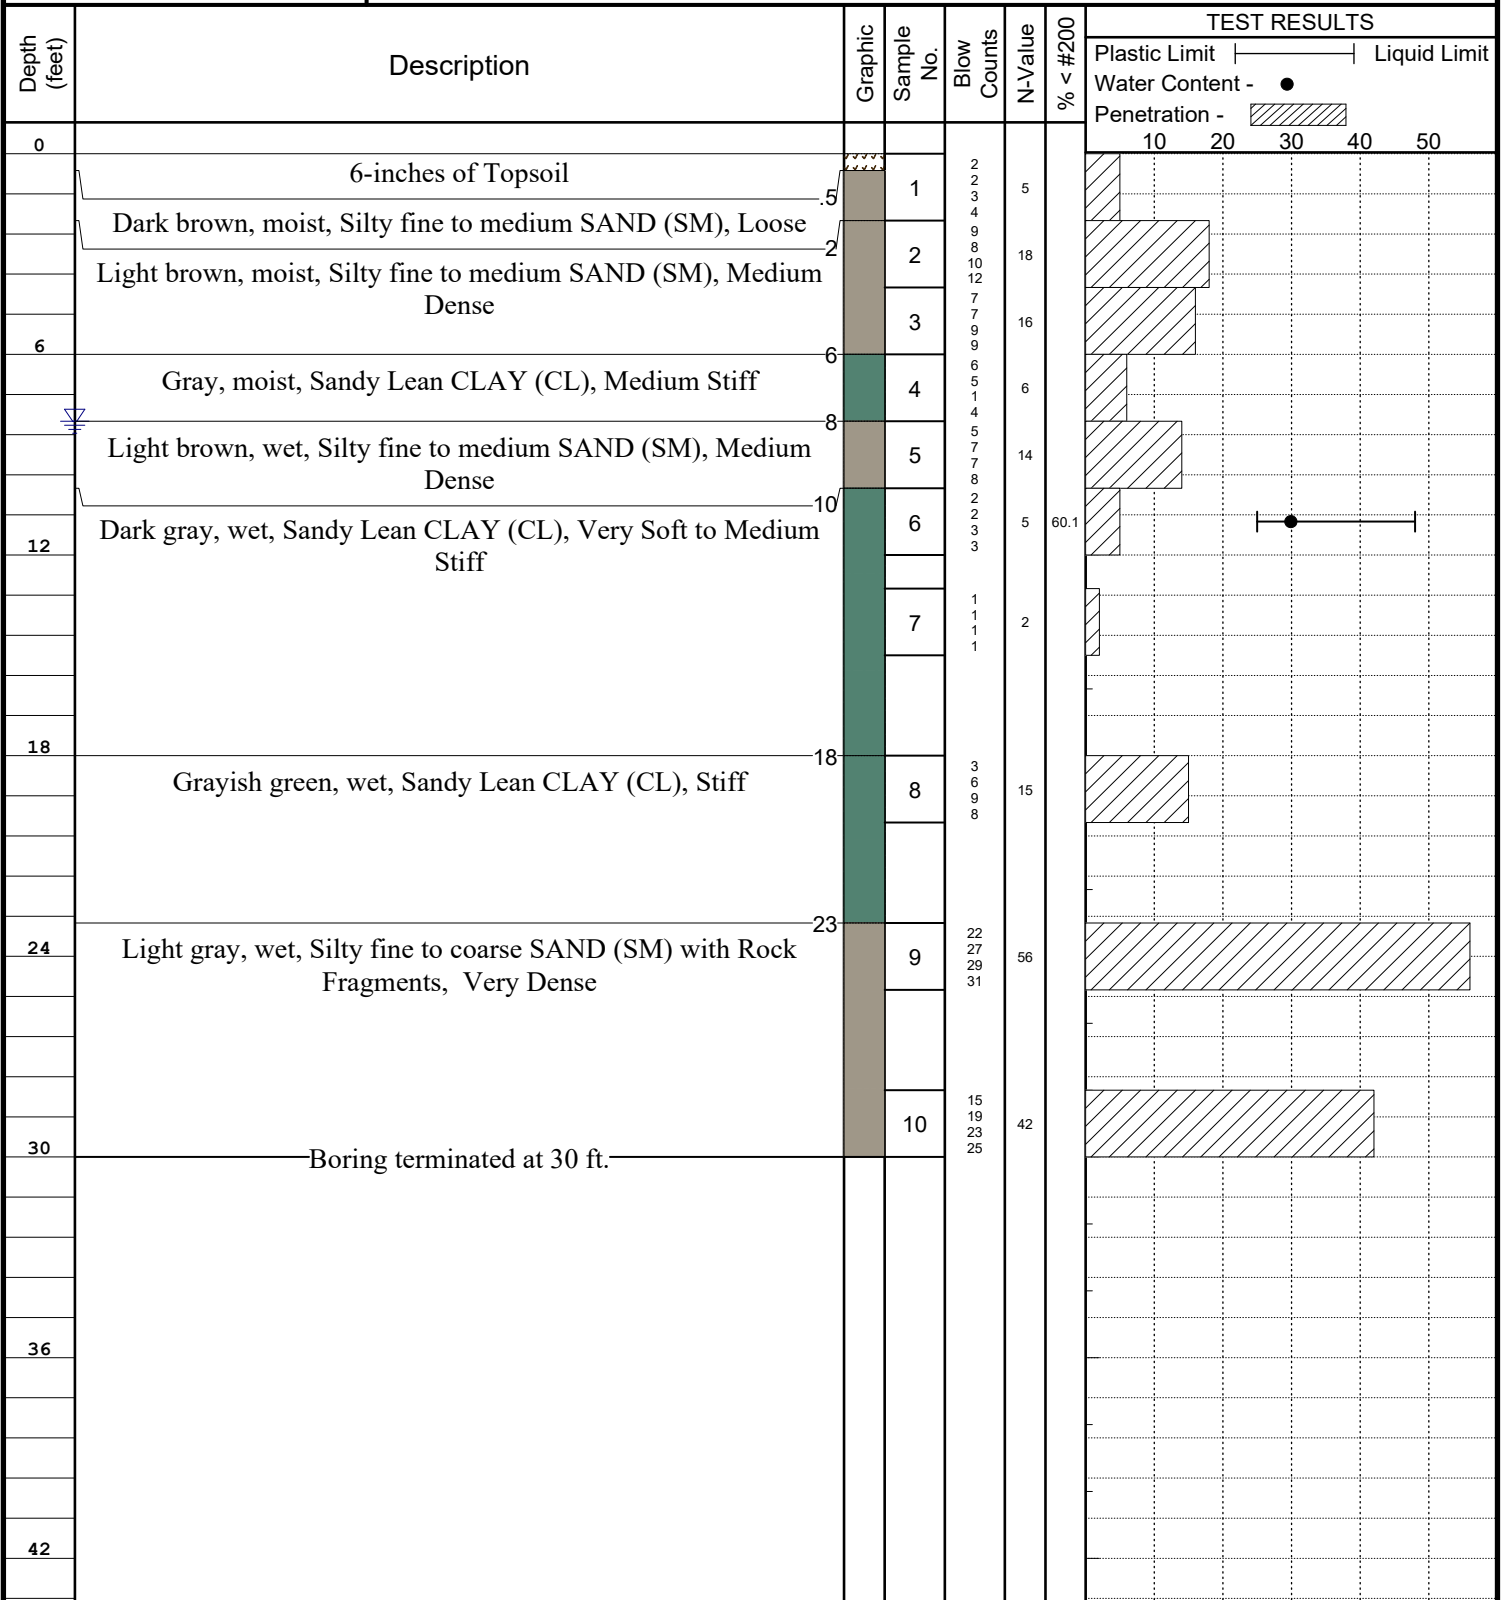 Depth
(feet)
Description
Graphic
Sample
No.
Blow
Counts
N-Value
% < #200
TEST RESULTS
Plastic Limit Liquid Limit
Water Content -
Penetration -
10 20 30 40 50
0
6-inches of Topsoil
.5
1
2
2
3
4
5
Dark brown, moist, Silty fine to medium SAND (SM), Loose
2
2
9
8
10
12
18
Light brown, moist, Silty fine to medium SAND (SM), Medium
Dense
3
7
7
9
9
16
6
6
Gray, moist, Sandy Lean CLAY (CL), Medium Stiff
4
6
5
1
4
6
8
Light brown, wet, Silty fine to medium SAND (SM), Medium
Dense
5
5
7
7
8
14
10
Dark gray, wet, Sandy Lean CLAY (CL), Very Soft to Medium
Stiff
6
2
2
3
3
5
60.1
12
7
1
1
1
1
2
18
18
Grayish green, wet, Sandy Lean CLAY (CL), Stiff
8
3
6
9
8
15
23
24
Light gray, wet, Silty fine to coarse SAND (SM) with Rock
Fragments, Very Dense
9
22
27
29
31
56
10
15
19
23
25
42
30
Boring terminated at 30 ft.
36
42